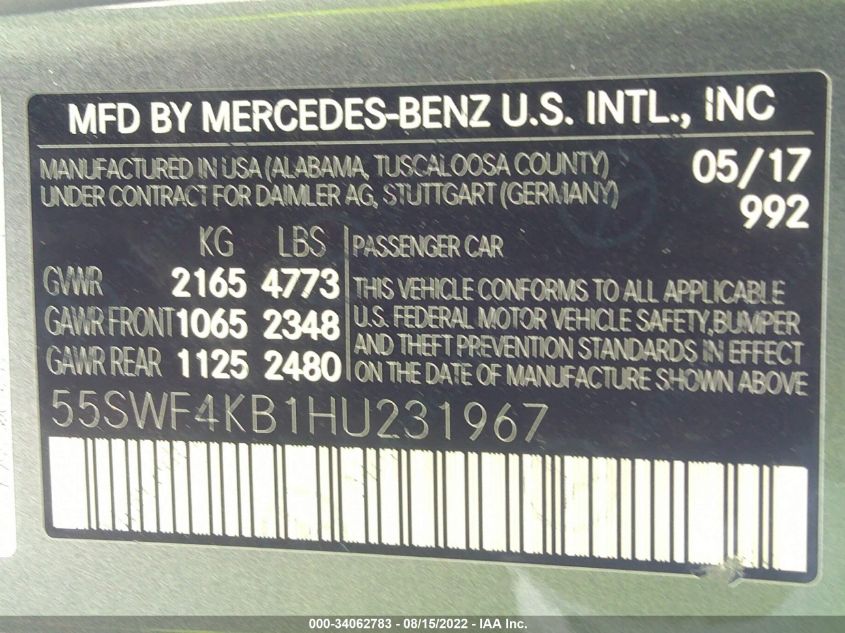 MFD BY MERCEDES-BENZ U.S. INTL., INC
MANUFACTURED IN USA (ALABAMA, TUSCALOOSA COUNTY) 05/17
UNDER CONTRACT FOR DAIMLER AG, STUTTGART (GERMANY) 992
KG LBS PASSENGER CAR
GVWR 2165 4773 THIS VEHICLE CONFORMS TO ALL APPLICABLE
GAWR FRONT 1065 2348 U.S. FEDERAL MOTOR VEHICLE SAFETY, BUMPER
GAWR REAR 1125 2480 AND THEFT PREVENTION STANDARDS IN EFFECT
ON THE DATE OF MANUFACTURE SHOWN ABOVE
55SWF4KB1HU231967
000-34062783 - 08/15/2022 - IAA Inc.